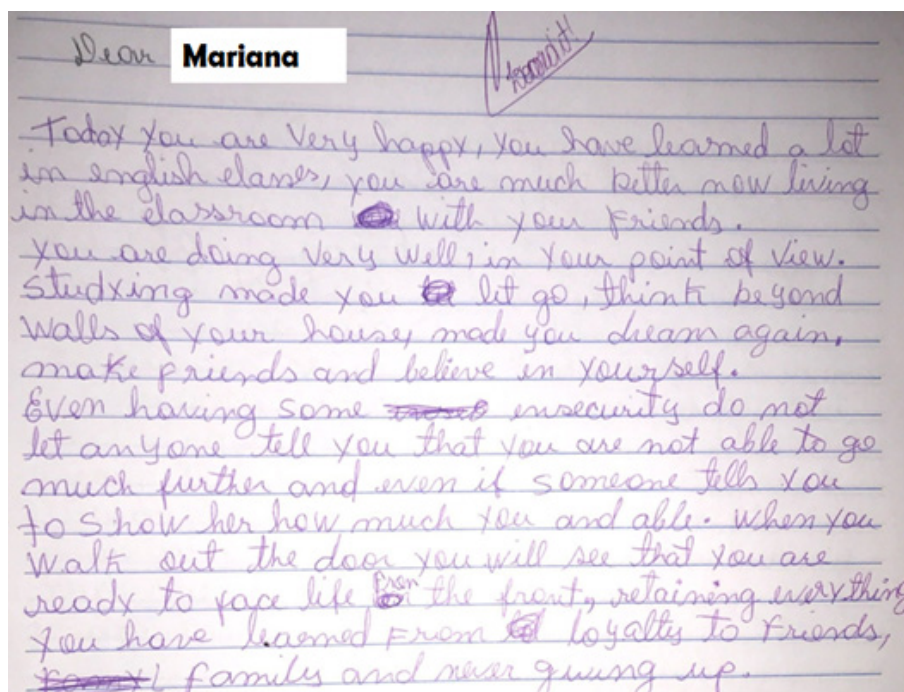 Dear Mariana
Today you are very happy, you have learned a lot
in english classes, you are much better now living
in the classroom with your friends.
you are doing very well, in your point of view.
Studying made you let go, think beyond
walls of your house, made you dream again,
make friends and believe in yourself.
Even having some insecurity do not
let anyone tell you that you are not able to go
much further and even if someone tells you
to show her how much you and able. When you
walk out the door you will see that you are
ready to face life from the front, retaining everything
you have learned from loyalty to friends,
family and never giving up.